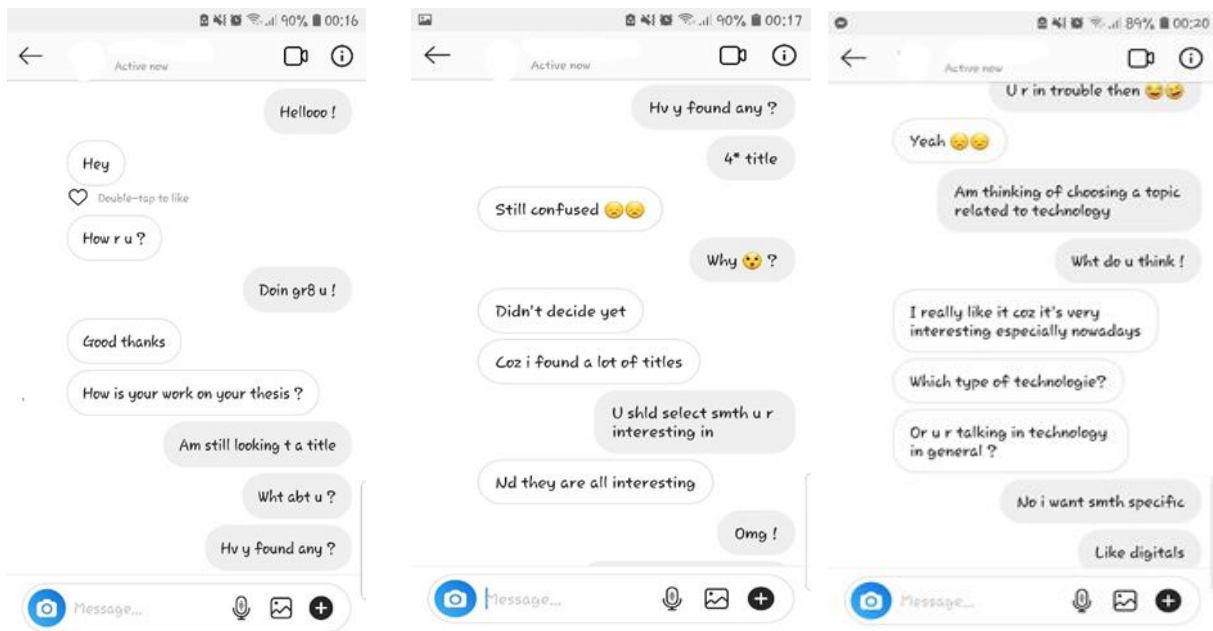 90% 00:16
Active now
Hellooo !
Hey
Double-tap to like
How r u ?
Doin gr8 u !
Good thanks
How is your work on your thesis ?
Am still looking t a title
Wht abt u ?
Hv y found any ?
Message...
90% 00:17
Active now
Hv y found any ?
4* title
Still confused 😞😞
Why 😲 ?
Didn't decide yet
Coz i found a lot of titles
U shld select smth u r
interesting in
Nd they are all interesting
Omg !
Message...
89% 00:20
Active now
U r in trouble then 😂🤣
Yeah 😞😞
Am thinking of choosing a topic
related to technology
Wht do u think !
I really like it coz it's very
interesting especially nowadays
Which type of technologie?
Or u r talking in technology
in general ?
No i want smth specific
Like digitals
Message...